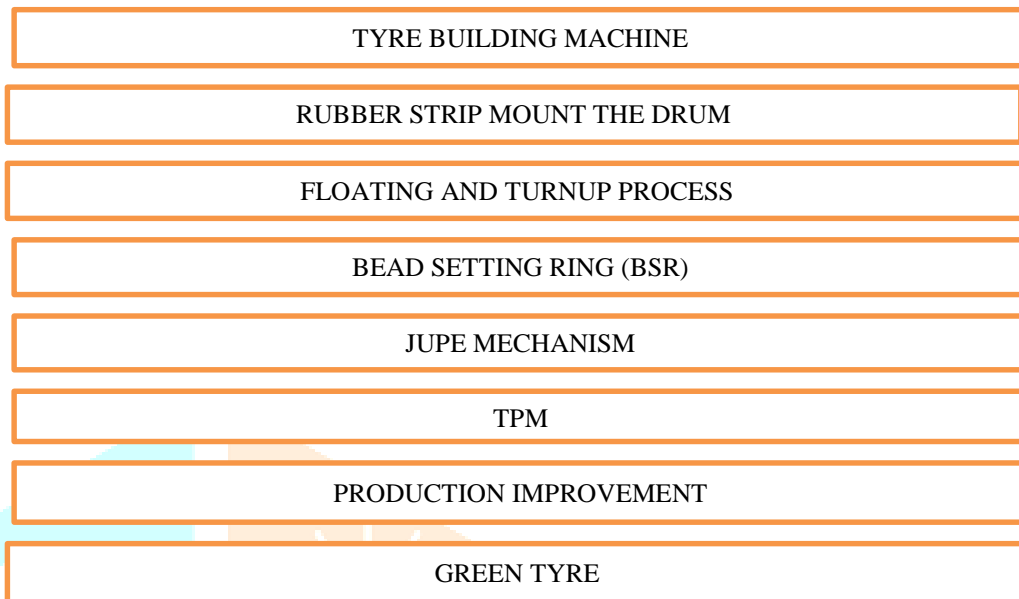 TYRE BUILDING MACHINE
RUBBER STRIP MOUNT THE DRUM
FLOATING AND TURNUP PROCESS
BEAD SETTING RING (BSR)
JUPE MECHANISM
TPM
PRODUCTION IMPROVEMENT
GREEN TYRE